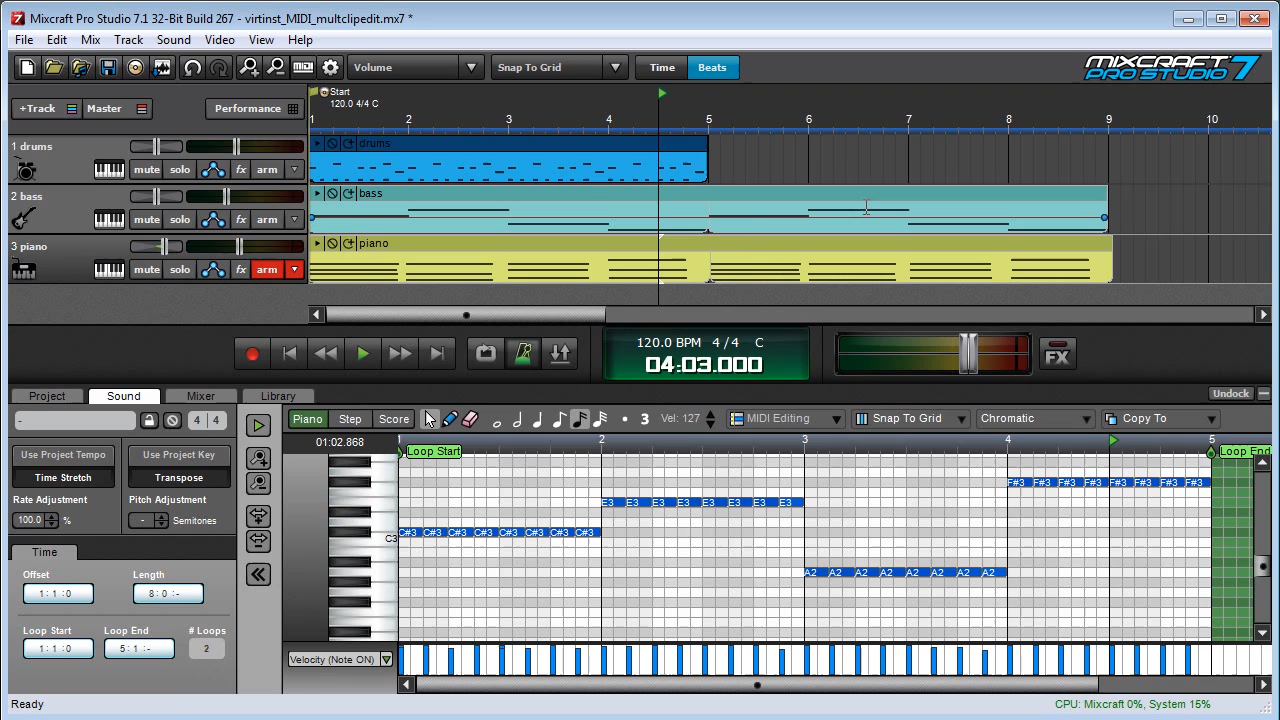 Mixcraft Pro Studio 7.1 32-Bit Build 267 - virtinst_MIDI_multclipedit.mx7 *
File Edit Mix Track Sound Video View Help
Volume Snap To Grid Time Beats MIXCRAFT PRO STUDIO 7
+Track Master Performance
Start
120.0 4/4 C
1 2 3 4 5 6 7 8 9 10
1 drums
mute solo fx arm
drums
2 bass
mute solo fx arm
bass
3 piano
mute solo fx arm
piano
120.0 BPM 4/4 C
04:03.000
FX
Project Sound Mixer Library Undock
- 4 4
Piano Step Score 3 Vel: 127 MIDI Editing Snap To Grid Chromatic Copy To
01:02.868 1 2 3 4 5
Loop Start Loop End
Use Project Tempo Use Project Key
Time Stretch Transpose
Rate Adjustment Pitch Adjustment
100.0 % - Semitones
F#3 F#3 F#3 F#3 F#3 F#3 F#3 F#3
E3 E3 E3 E3 E3 E3 E3 E3
C#3 C#3 C#3 C#3 C#3 C#3 C#3 C#3
C3
A2 A2 A2 A2 A2 A2 A2 A2
Time
Offset Length
1: 1: 0 8: 0: -
Loop Start Loop End # Loops
1: 1: 0 5: 1: - 2
Velocity (Note ON)
Ready CPU: Mixcraft 0%, System 15%